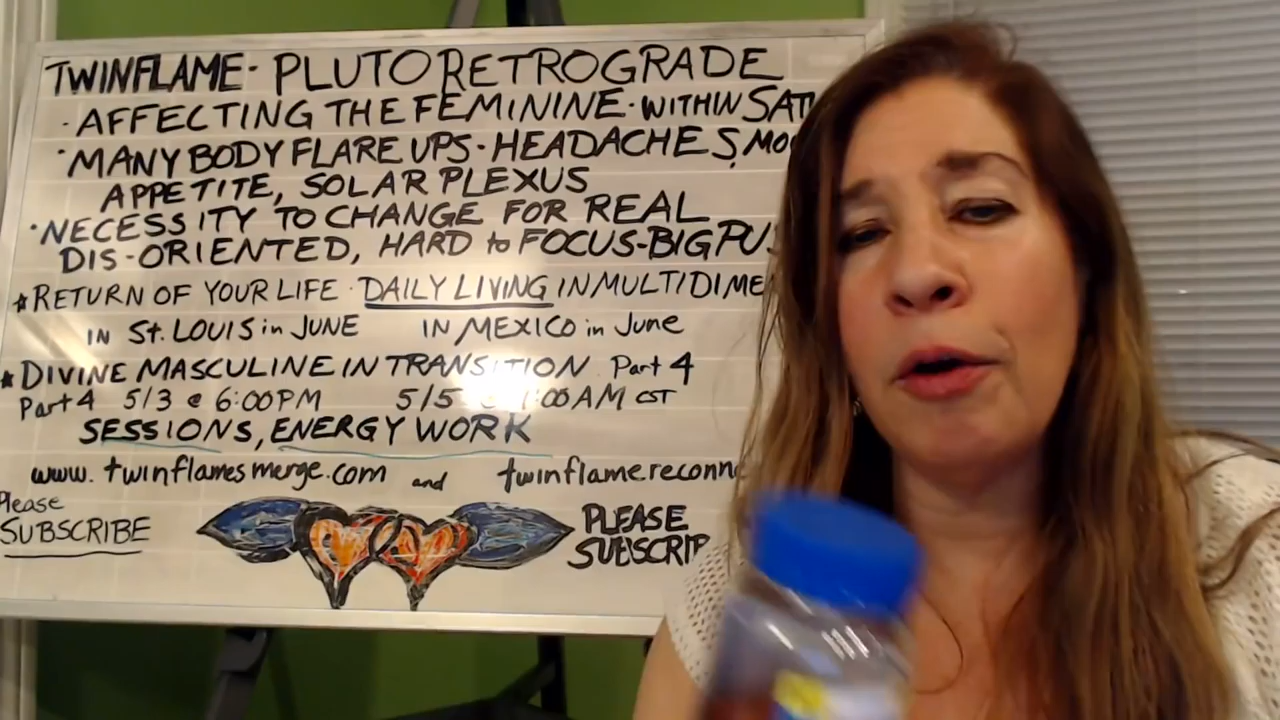 TWINFLAME- PLUTO RETROGRADE
• AFFECTING THE FEMININE • WITHIN
• MANY BODY FLARE UPS - HEADACHES,
APPETITE, SOLAR PLEXUS
• NECESSITY TO CHANGE FOR REAL
DIS-ORIENTED, HARD to FOCUS-BIG
* RETURN OF YOUR LIFE • DAILY LIVING IN
IN St. LOUIS in JUNE IN MEXICO in June
* DIVINE MASCULINE IN TRANSITION Part 4
Part 4 5/3 @ 6:00PM 5/5 AM CST
SESSIONS, ENERGY WORK
www.twinflamesmerge.com and
Please
SUBSCRIBE
PLEASE